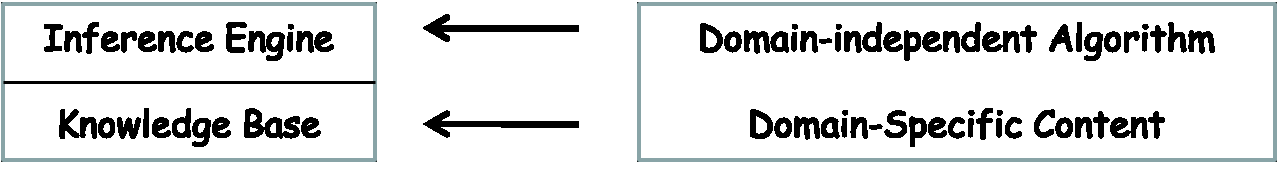 Inference Engine
Domain-independent Algorithm
Knowledge Base
Domain-Specific Content